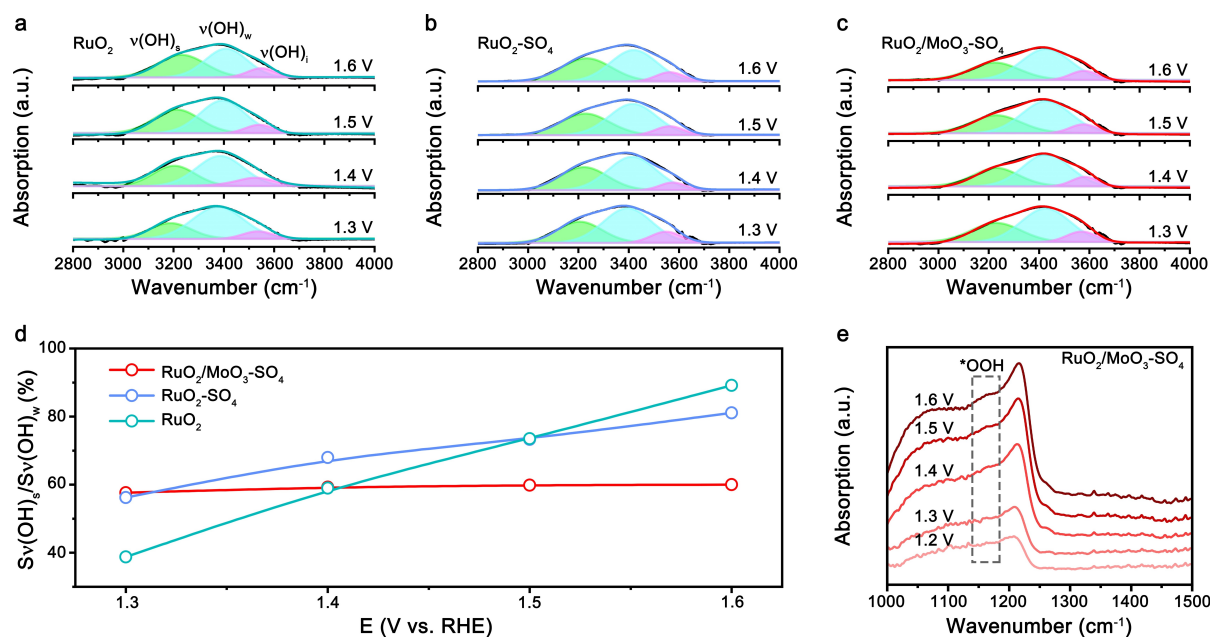 a
RuO₂
ν(OH)ₛ
ν(OH)w
ν(OH)ᵢ
1.6 V
1.5 V
1.4 V
1.3 V
Absorption (a.u.)
2800 3000 3200 3400 3600 3800 4000
Wavenumber (cm⁻¹)
b
RuO₂-SO₄
1.6 V
1.5 V
1.4 V
1.3 V
Absorption (a.u.)
2800 3000 3200 3400 3600 3800 4000
Wavenumber (cm⁻¹)
c
RuO₂/MoO₃-SO₄
1.6 V
1.5 V
1.4 V
1.3 V
Absorption (a.u.)
2800 3000 3200 3400 3600 3800 4000
Wavenumber (cm⁻¹)
d
Sν(OH)ₛ/Sν(OH)w (%)
100
80
60
40
RuO₂/MoO₃-SO₄
RuO₂-SO₄
RuO₂
1.3 1.4 1.5 1.6
E (V vs. RHE)
e
RuO₂/MoO₃-SO₄
*OOH
1.6 V
1.5 V
1.4 V
1.3 V
1.2 V
Absorption (a.u.)
1000 1100 1200 1300 1400 1500
Wavenumber (cm⁻¹)